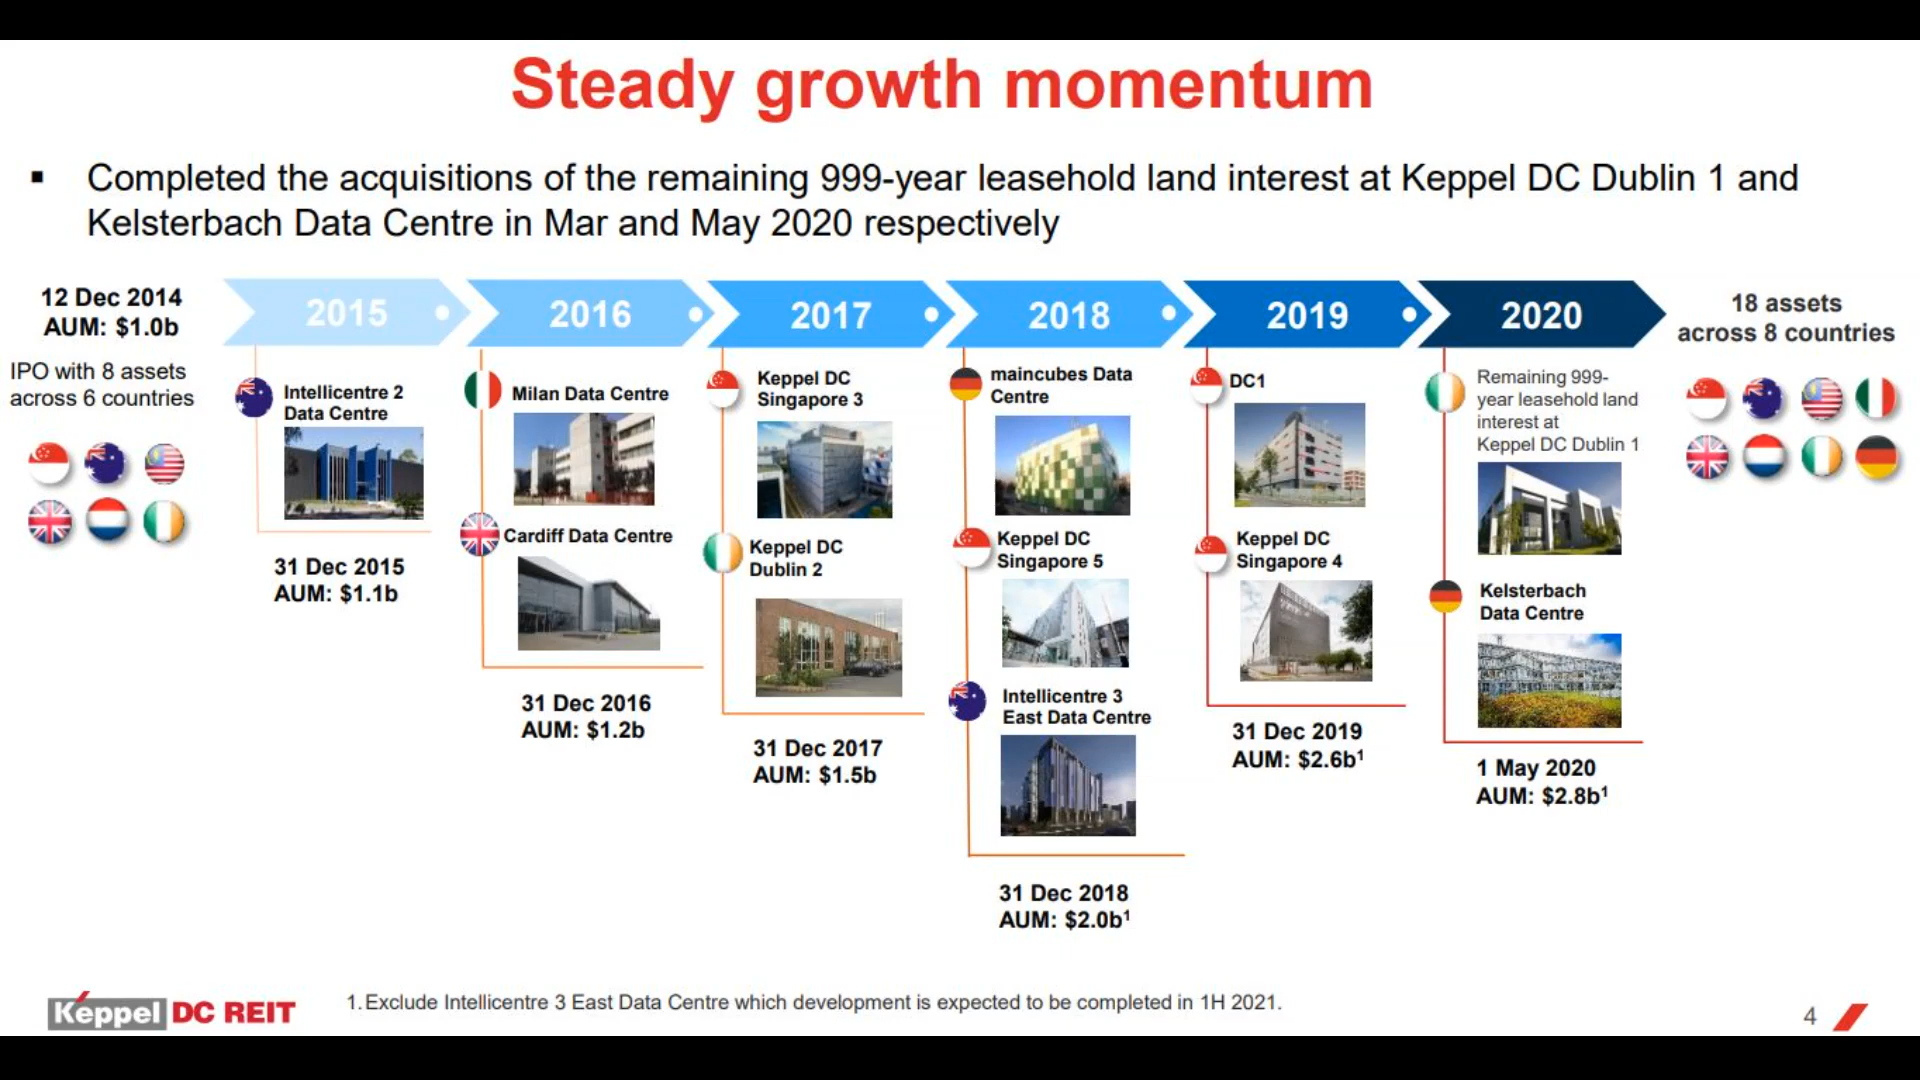 Steady growth momentum
▪ Completed the acquisitions of the remaining 999-year leasehold land interest at Keppel DC Dublin 1 and
Kelsterbach Data Centre in Mar and May 2020 respectively
12 Dec 2014
AUM: $1.0b
IPO with 8 assets
across 6 countries
2015
Intellicentre 2
Data Centre
31 Dec 2015
AUM: $1.1b
2016
Milan Data Centre
Cardiff Data Centre
31 Dec 2016
AUM: $1.2b
2017
Keppel DC
Singapore 3
Keppel DC
Dublin 2
31 Dec 2017
AUM: $1.5b
2018
maincubes Data
Centre
Keppel DC
Singapore 5
Intellicentre 3
East Data Centre
31 Dec 2018
AUM: $2.0b¹
2019
DC1
Keppel DC
Singapore 4
31 Dec 2019
AUM: $2.6b¹
2020
Remaining 999-
year leasehold land
interest at
Keppel DC Dublin 1
Kelsterbach
Data Centre
1 May 2020
AUM: $2.8b¹
18 assets
across 8 countries
Keppel DC REIT
1. Exclude Intellicentre 3 East Data Centre which development is expected to be completed in 1H 2021.
4